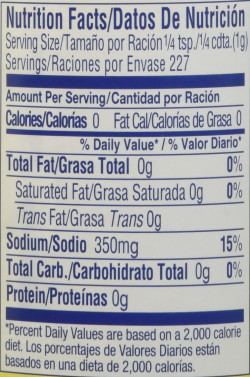 Nutrition Facts/Datos De Nutrición
Serving Size/Tamaño por Ración 1/4 tsp./1/4 cdta.(1g)
Servings/Raciones por Envase 227
Amount Per Serving/Cantidad por Ración
Calories/Calorías 0 Fat Cal/Calorías de Grasa 0
% Daily Value*/% Valor Diario*
Total Fat/Grasa Total 0g 0%
Saturated Fat/Grasa Saturada 0g 0%
Trans Fat/Grasa Trans 0g
Sodium/Sodio 350mg 15%
Total Carb./Carbohidrato Total 0g 0%
Protein/Proteínas 0g
*Percent Daily Values are based on a 2,000 calorie
diet. Los porcentajes de Valores Diarios están
basados en una dieta de 2,000 calorías.